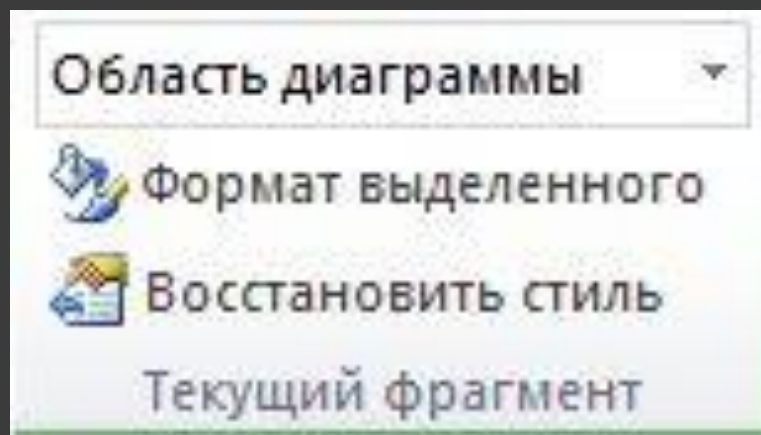 Область диаграммы
Формат выделенного
Восстановить стиль
Текущий фрагмент